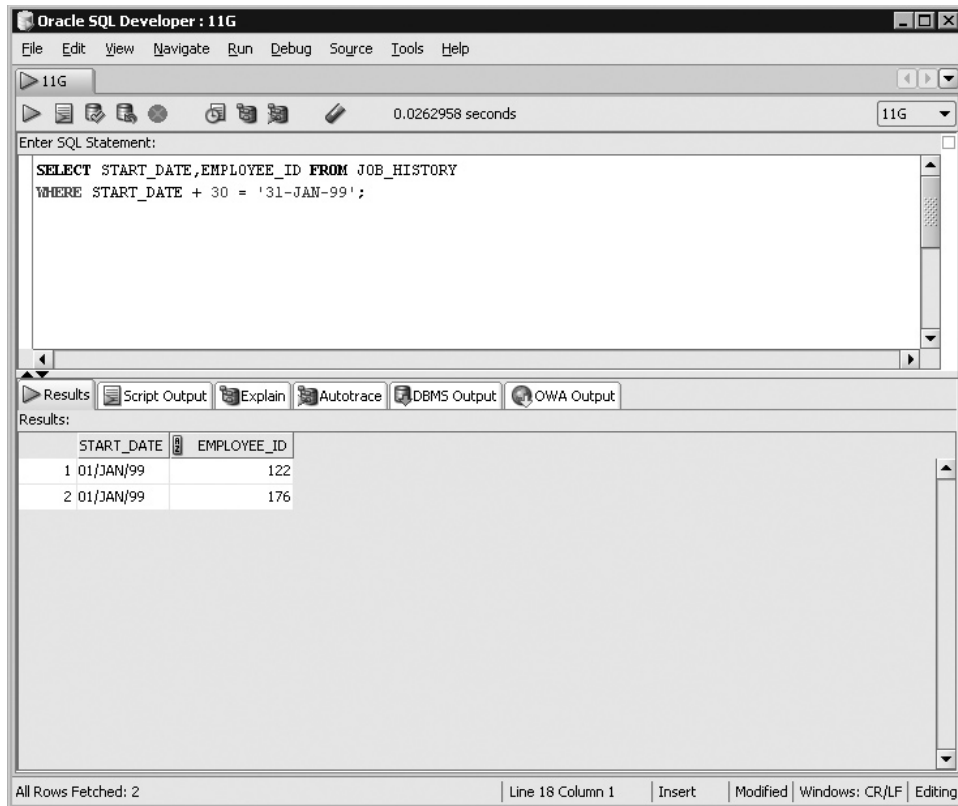 Oracle SQL Developer : 11G
File Edit View Navigate Run Debug Source Tools Help
11G
0.0262958 seconds
11G
Enter SQL Statement:
SELECT START_DATE,EMPLOYEE_ID FROM JOB_HISTORY
WHERE START_DATE + 30 = '31-JAN-99';
Results Script Output Explain Autotrace DBMS Output OWA Output
Results:
START_DATE EMPLOYEE_ID
1 01/JAN/99 122
2 01/JAN/99 176
All Rows Fetched: 2 Line 18 Column 1 Insert Modified Windows: CR/LF Editing